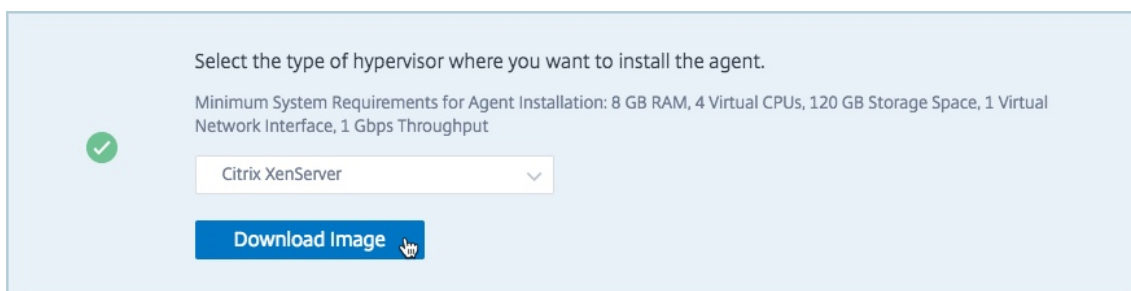 Select the type of hypervisor where you want to install the agent.
Minimum System Requirements for Agent Installation: 8 GB RAM, 4 Virtual CPUs, 120 GB Storage Space, 1 Virtual
Network Interface, 1 Gbps Throughput
Citrix XenServer
Download Image